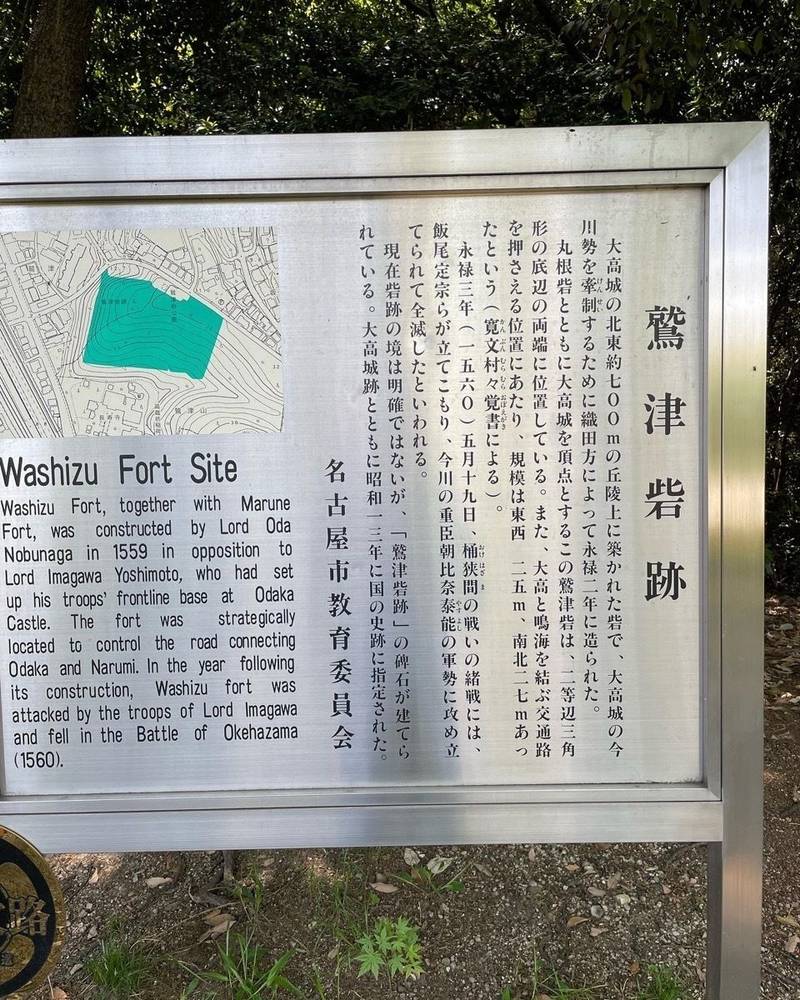 鷲津砦跡
大高城の北東約七〇〇mの丘陵上に築かれた砦で、大高城の今
川勢を牽制するために織田方によって永禄二年に造られた。
丸根砦とともに大高城を頂点とするこの鷲津砦は、二等辺三角
形の底辺の両端に位置している。また、大高と鳴海を結ぶ交通路
を押さえる位置にあたり、規模は東西 二五m、南北二七mあっ
たという(寛文村々覚書による)。
永禄三年(一五六〇)五月十九日、桶狭間の戦いの緒戦には、
飯尾定宗らが立てこもり、今川の重臣朝比奈泰能の軍勢に攻め立
てられて全滅したといわれる。
現在砦跡の境は明確ではないが、「鷲津砦跡」の碑石が建てら
れている。大高城跡とともに昭和一三年に国の史跡に指定された。
名古屋市教育委員会
Washizu Fort Site
Washizu Fort, together with Marune
Fort, was constructed by Lord Oda
Nobunaga in 1559 in opposition to
Lord Imagawa Yoshimoto, who had set
up his troops' frontline base at Odaka
Castle. The fort was strategically
located to control the road connecting
Odaka and Narumi. In the year following
its construction, Washizu fort was
attacked by the troops of Lord Imagawa
and fell in the Battle of Okehazama
(1560).
路